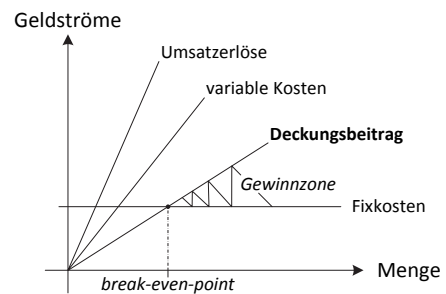 Geldströme
Umsatzerlöse
variable Kosten
Deckungsbeitrag
Gewinnzone
Fixkosten
Menge
break-even-point